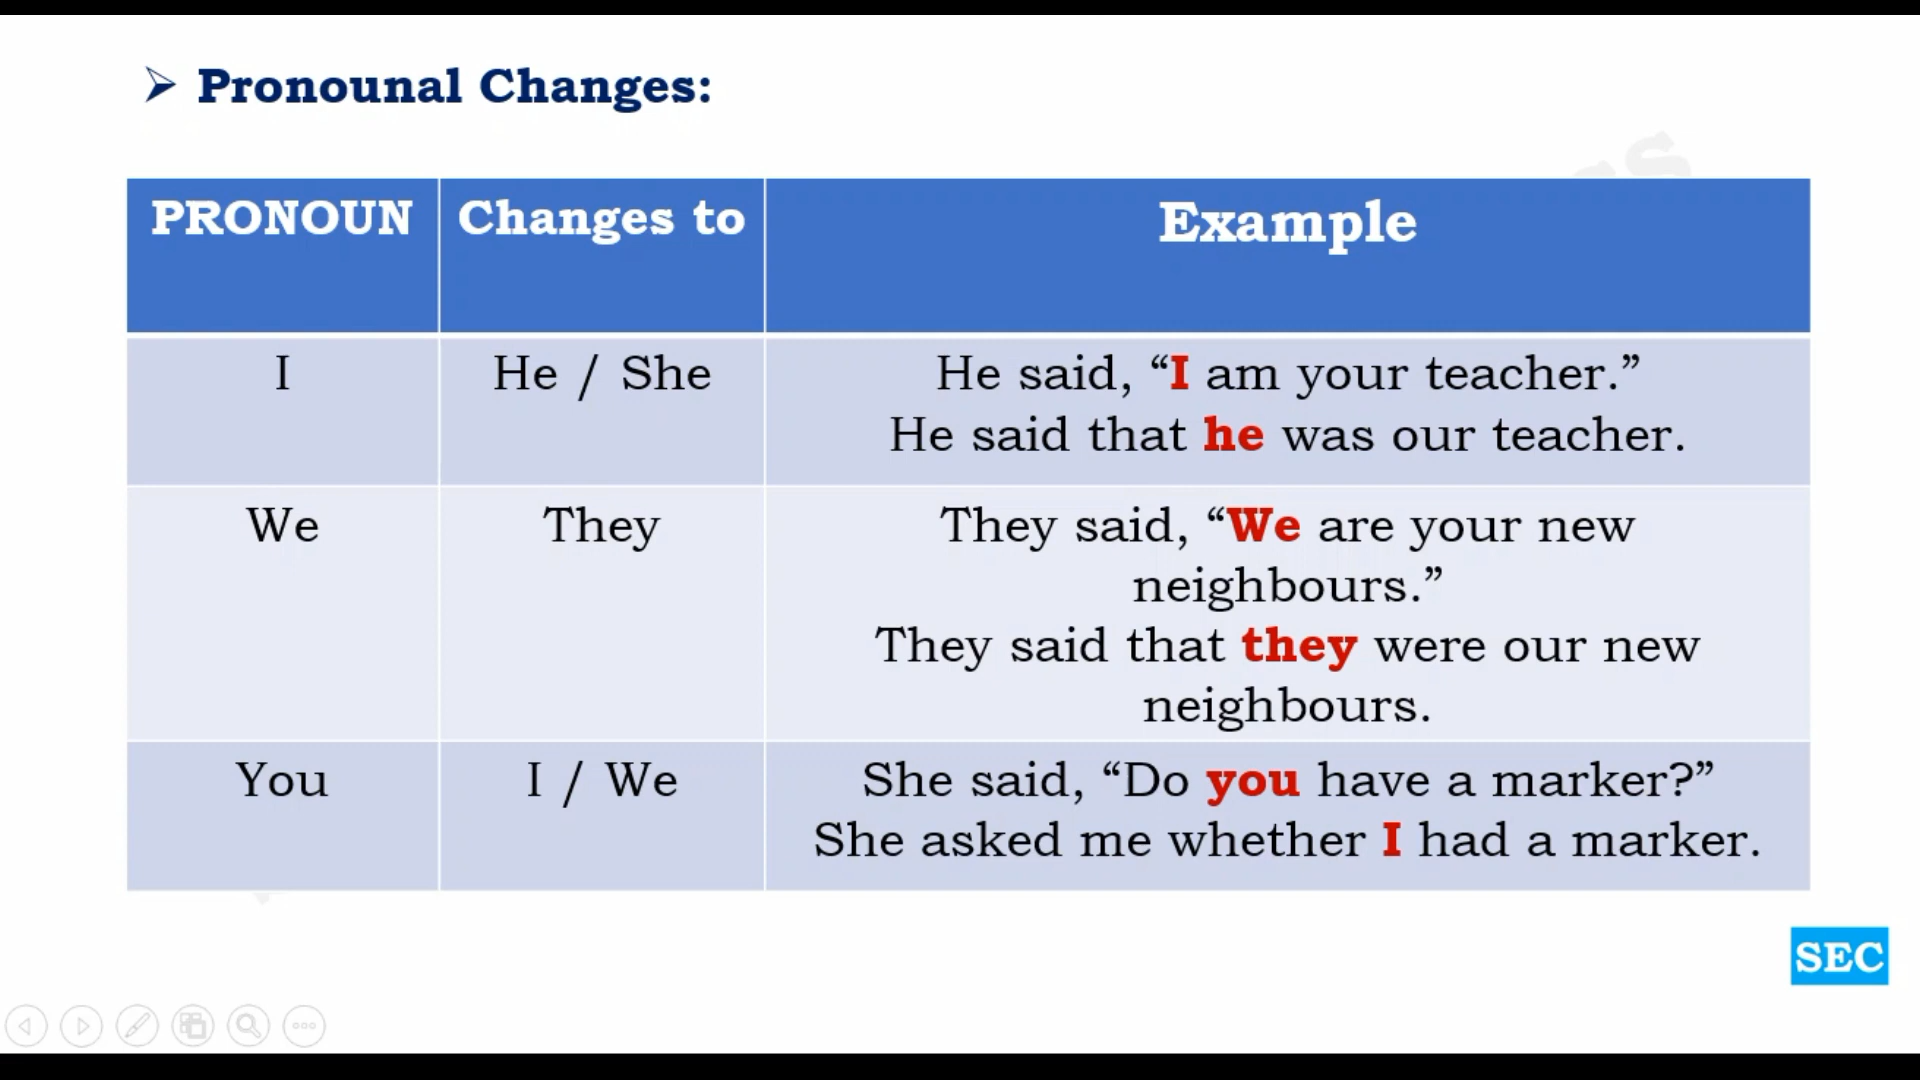 ➢ Pronounal Changes:
PRONOUN
Changes to
Example
I
He / She
He said, “I am your teacher.”
He said that he was our teacher.
We
They
They said, “We are your new
neighbours.”
They said that they were our new
neighbours.
You
I / We
She said, “Do you have a marker?”
She asked me whether I had a marker.
SEC